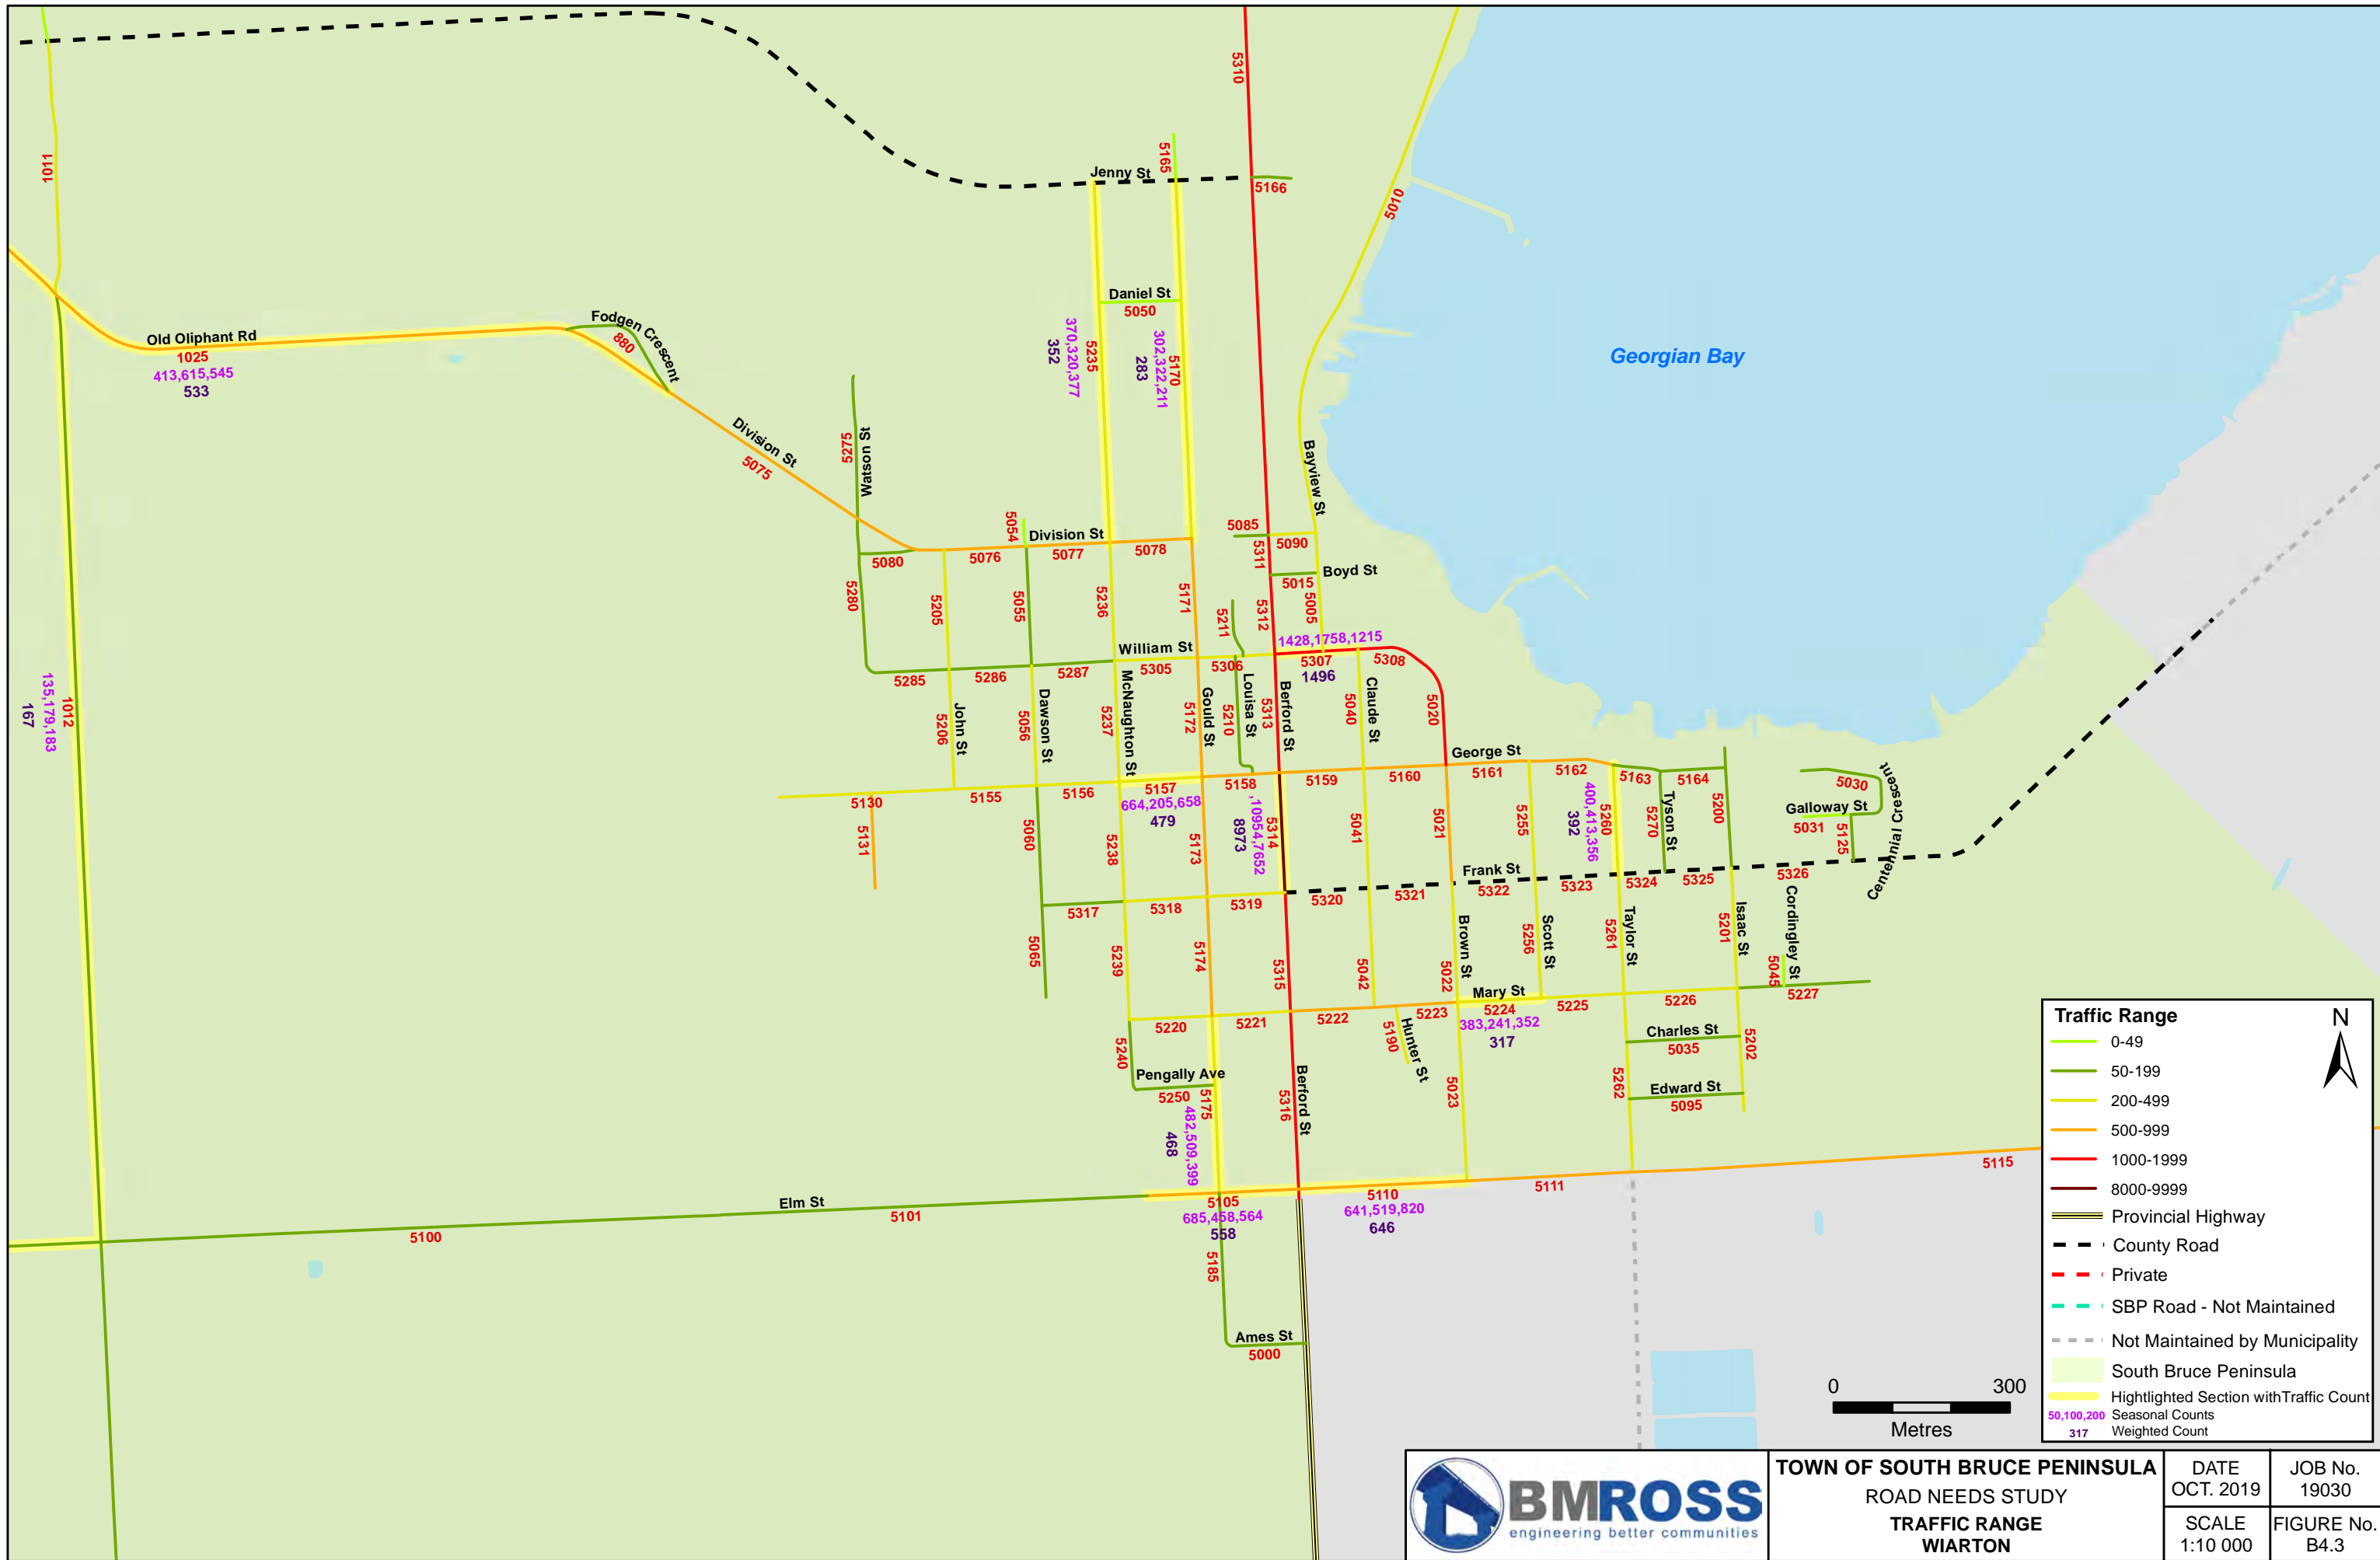 5310
1011
5165
Jenny St
5166
5010
Daniel St
5050
Old Oliphant Rd
1025
413,615,545
533
Fodgen Crescent
880
370,320,377
352
5235
302,322,211
283
5170
Georgian Bay
Division St
5075
Watson St
5275
Bayview St
5054
Division St
5076
5077
5078
5080
5085
5090
5311
Boyd St
5015
5280
5205
5055
5236
5171
5211
5312
5005
1428,1758,1215
William St
5305
5306
5307
5308
1496
5285
5286
5287
1012
135,179,183
167
5206
John St
5056
Dawson St
5237
McNaughton St
5172
Gould St
5210
Louisa St
5313
Berford St
5040
Claude St
5020
George St
5130
5155
5156
5157
664,205,658
479
5158
5159
5160
5161
5162
5163
5164
5131
5060
5238
5173
5314
,10954,7652
8973
5041
5021
5255
5260
400,413,356
392
5270
Tyson St
5200
5030
Galloway St
5031
5125
Centennial Crescent
Frank St
5317
5318
5319
5320
5321
5322
5323
5324
5325
5326
5065
5239
5174
5315
5042
5022
Brown St
5256
Scott St
5261
Taylor St
5201
Isaac St
5045
Cordingley St
Mary St
5220
5221
5222
5223
5224
5225
5226
5227
383,241,352
317
5190
Hunter St
Charles St
5035
5202
5240
Pengally Ave
5250
5175
482,509,399
468
5316
Berford St
5023
5262
Edward St
5095
5115
Elm St
5100
5101
5105
685,458,564
558
5110
641,519,820
646
5111
5185
Ames St
5000
Traffic Range
N
0-49
50-199
200-499
500-999
1000-1999
8000-9999
Provincial Highway
County Road
Private
SBP Road - Not Maintained
Not Maintained by Municipality
South Bruce Peninsula
Hightlighted Section withTraffic Count
50,100,200 Seasonal Counts
317 Weighted Count
0 300
Metres
BMROSS
engineering better communities
TOWN OF SOUTH BRUCE PENINSULA
ROAD NEEDS STUDY
TRAFFIC RANGE
WIARTON
DATE
OCT. 2019
JOB No.
19030
SCALE
1:10 000
FIGURE No.
B4.3